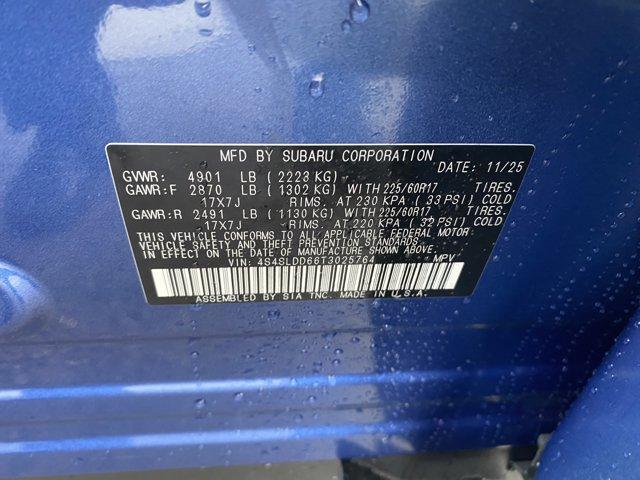 MFD BY SUBARU CORPORATION DATE: 11/25
GVWR: 4901 LB (2223 KG)
GAWR:F 2870 LB (1302 KG) WITH 225/60R17 TIRES.
17X7J RIMS. AT 230 KPA (33 PSI) COLD
GAWR:R 2491 LB (1130 KG) WITH 225/60R17 TIRES.
17X7J RIMS. AT 220 KPA (32 PSI) COLD
THIS VEHICLE CONFORMS TO ALL APPLICABLE FEDERAL MOTOR
VEHICLE SAFETY AND THEFT PREVENTION STANDARDS
IN EFFECT ON THE DATE OF MANUFACTURE SHOWN ABOVE.
VIN: 4S4SLDD66T3025764 MPV
ASSEMBLED BY SIA INC. MADE IN U.S.A.